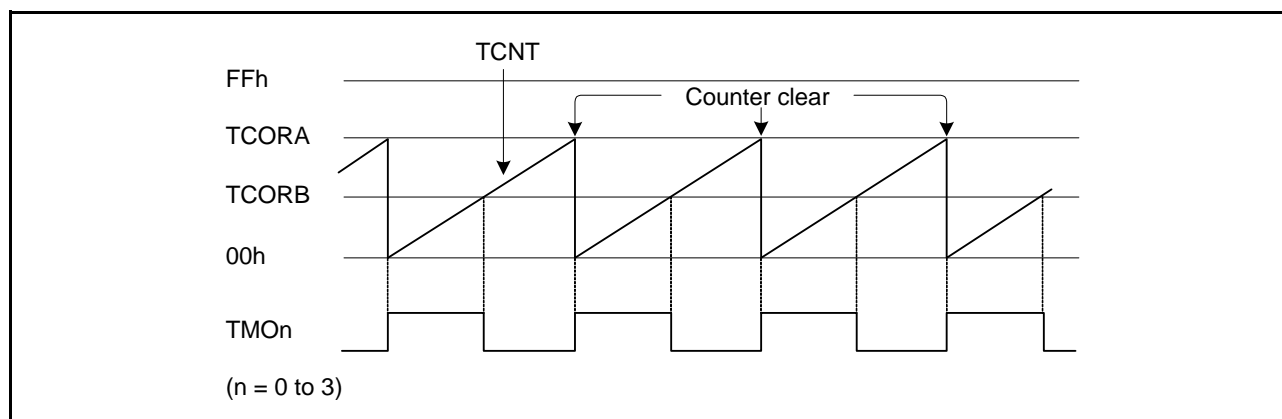 TCNT
FFh
Counter clear
TCORA
TCORB
00h
TMOn
(n = 0 to 3)